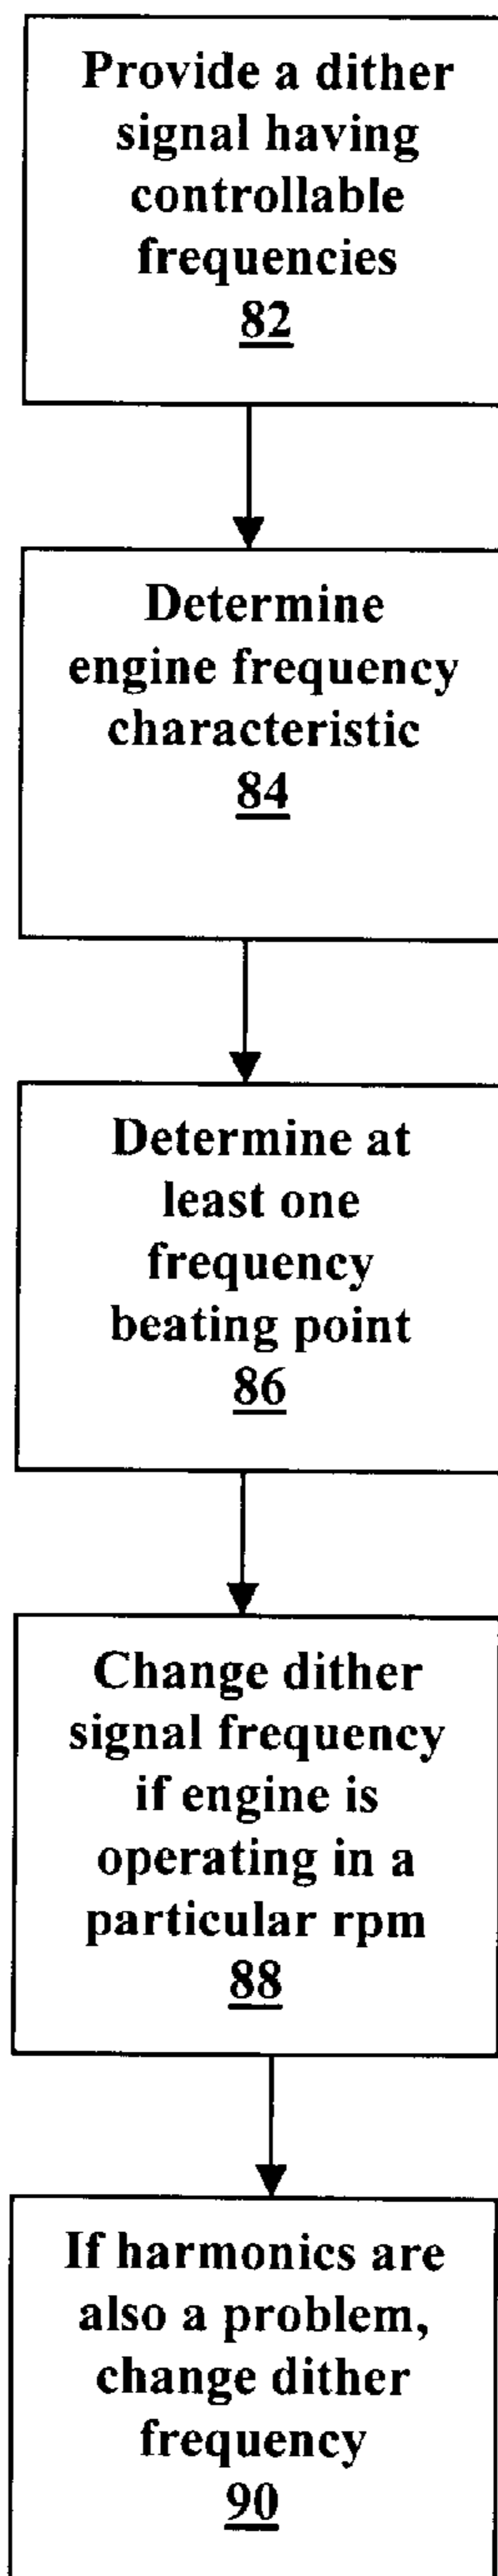 Provide a dither
signal having
controllable
frequencies
82
Determine
engine frequency
characteristic
84
Determine at
least one
frequency
beating point
86
Change dither
signal frequency
if engine is
operating in a
particular rpm
88
If harmonics are
also a problem,
change dither
frequency
90